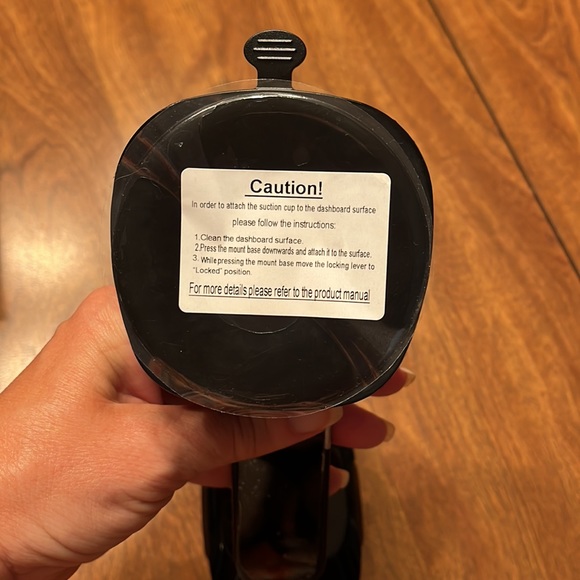 Caution!
In order to attach the suction cup to the dashboard surface
please follow the instructions:
1.Clean the dashboard surface.
2.Press the mount base downwards and attach it to the surface.
3. While pressing the mount base move the locking lever to
"Locked" position.
For more details please refer to the product manual